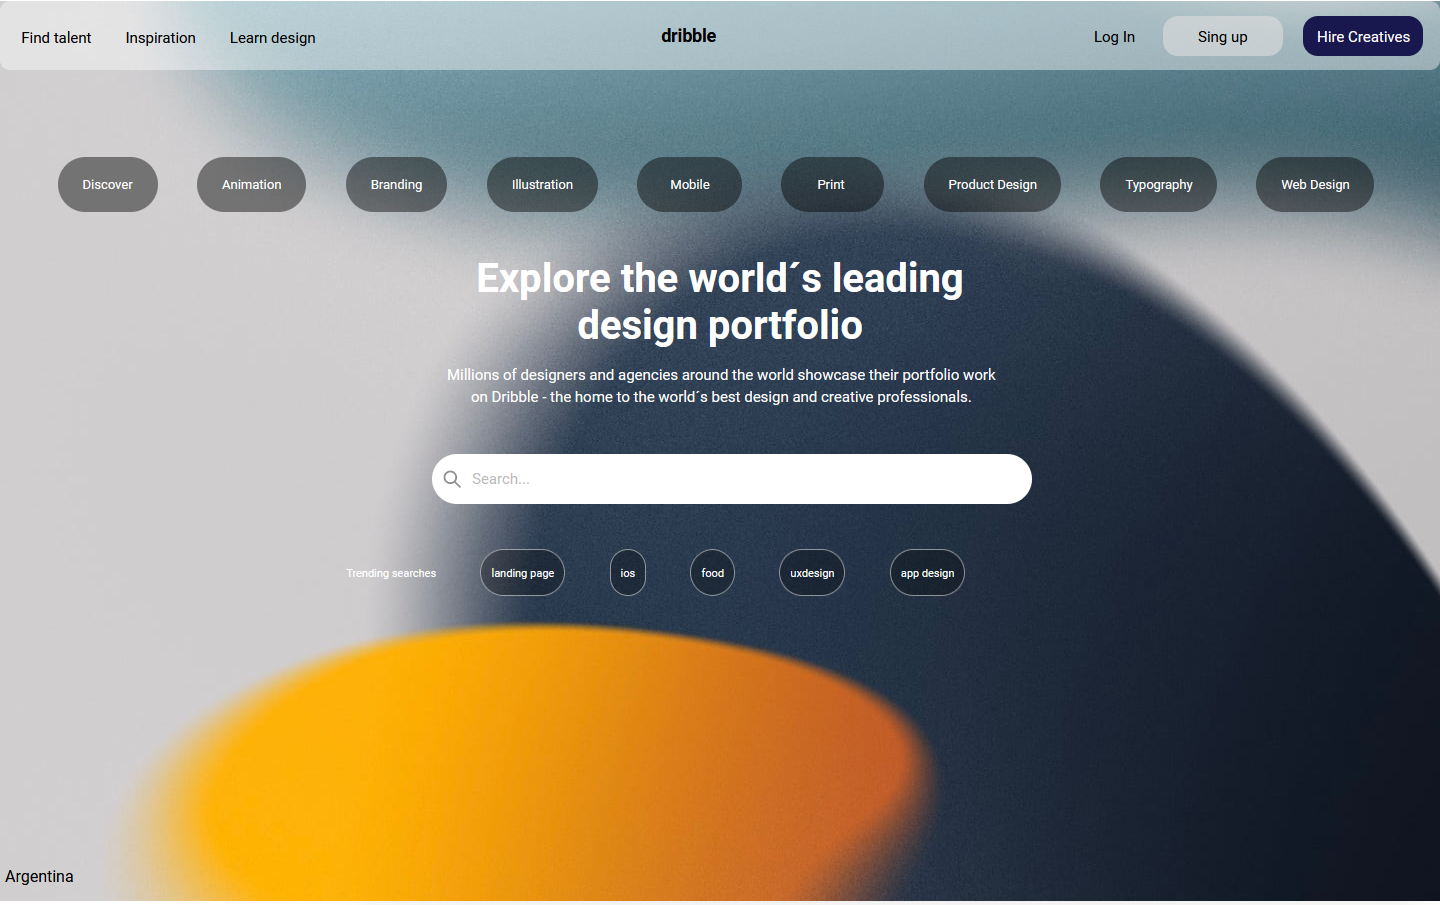 Find talent Inspiration Learn design dribble Log In Sing up Hire Creatives
Discover Animation Branding Illustration Mobile Print Product Design Typography Web Design
Explore the world´s leading
design portfolio
Millions of designers and agencies around the world showcase their portfolio work
on Dribble - the home to the world´s best design and creative professionals.
Search...
Trending searches landing page ios food uxdesign app design
Argentina